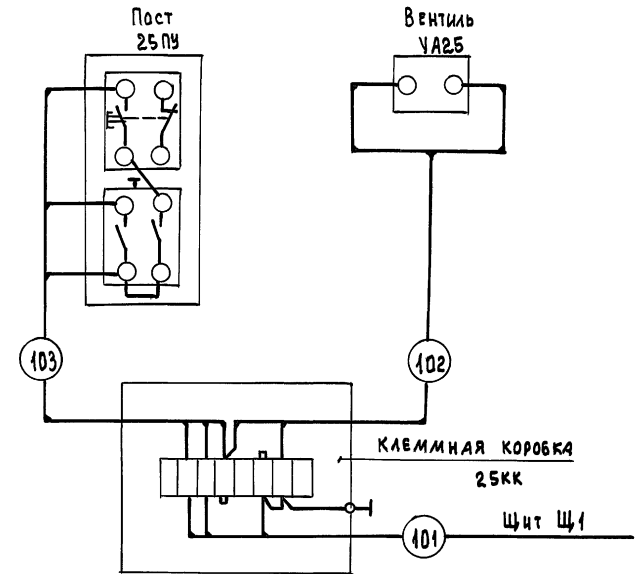 Пост
25ПУ
Вентиль
УА25
103
102
КЛЕММНАЯ КОРОБКА
25КК
101
Щит Щ1